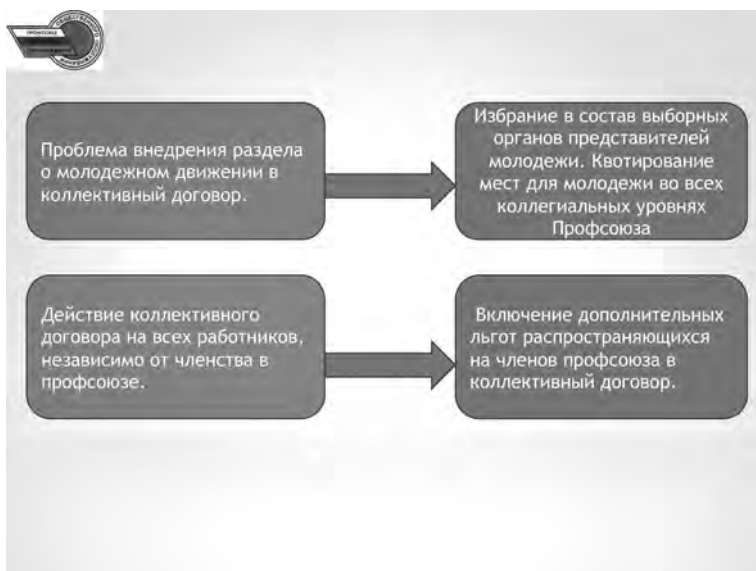 ПРОФСОЮЗ
Проблема внедрения раздела
о молодежном движении в
коллективный договор.
Избрание в состав выборных
органов представителей
молодежи. Квотирование
мест для молодежи во всех
коллегиальных уровнях
Профсоюза
Действие коллективного
договора на всех работников,
независимо от членства в
профсоюзе.
Включение дополнительных
льгот распространяющихся
на членов профсоюза в
коллективный договор.